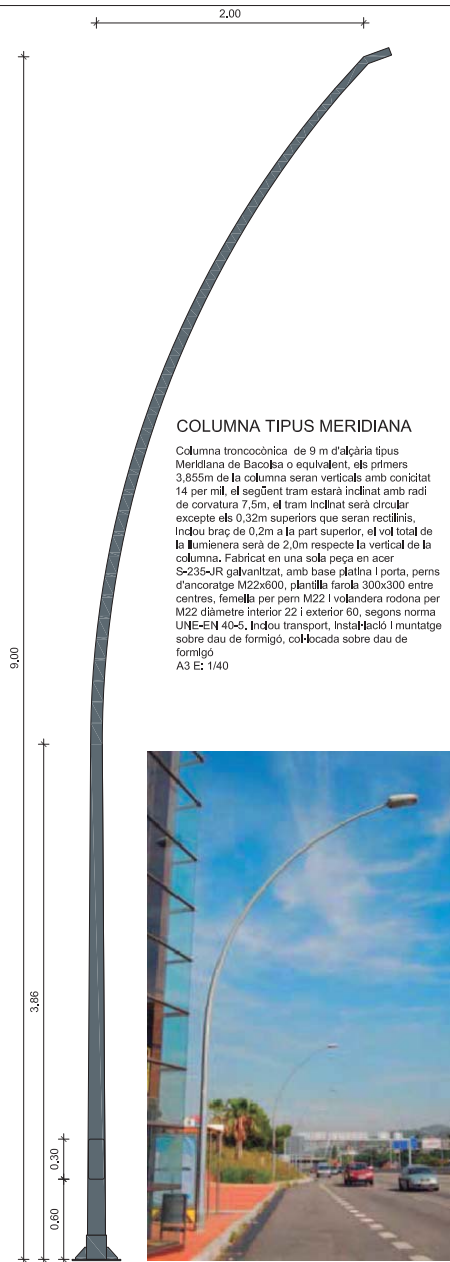 2.00
COLUMNA TIPUS MERIDIANA
Columna troncocònica de 9 m d'alçària tipus
Meridiana de Bacolsa o equivalent, els primers
3,855m de la columna seran verticals amb conicitat
14 per mil, el següent tram estarà inclinat amb radi
de corvatura 7,5m, el tram inclinat serà circular
excepte els 0,32m superiors que seran rectilinis,
Inclou braç de 0,2m a la part superior, el vol total de
la llumienera serà de 2,0m respecte la vertical de la
columna. Fabricat en una sola peça en acer
S-235-JR galvanitzat, amb base platina i porta, perns
d'ancoratge M22x600, plantilla farola 300x300 entre
centres, femella per pern M22 i volandera rodona per
M22 diàmetre interior 22 i exterior 60, segons norma
UNE-EN 40-5. Inclou transport, instal·lació i muntatge
sobre dau de formigó, col·locada sobre dau de
formigó
A3 E: 1/40
9.00
3.86
0.30
0.60